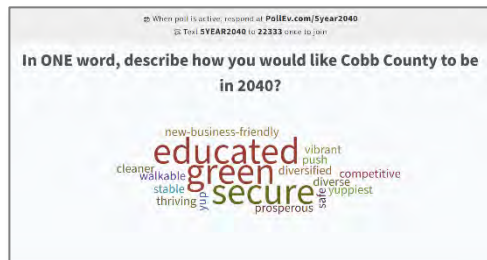 When poll is active, respond at PollEv.com/5year2040
Text 5YEAR2040 to 22333 once to join
In ONE word, describe how you would like Cobb County to be
in 2040?
new-business-friendly
educated
vibrant
push
cleaner
walkable
green
diversified
competitive
stable
secure
diverse
yuppiest
thriving
yup
prosperous
safe